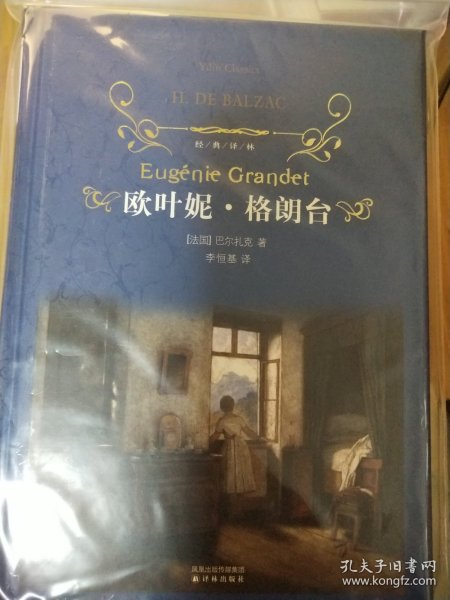 Yilin Classics
H. DE BALZAC
经/典/译/林
Eugénie Grandet
欧叶妮·格朗台
[法国] 巴尔扎克 著
李恒基 译
凤凰出版传媒集团
译林出版社
孔夫子旧书网
www.kongfz.com